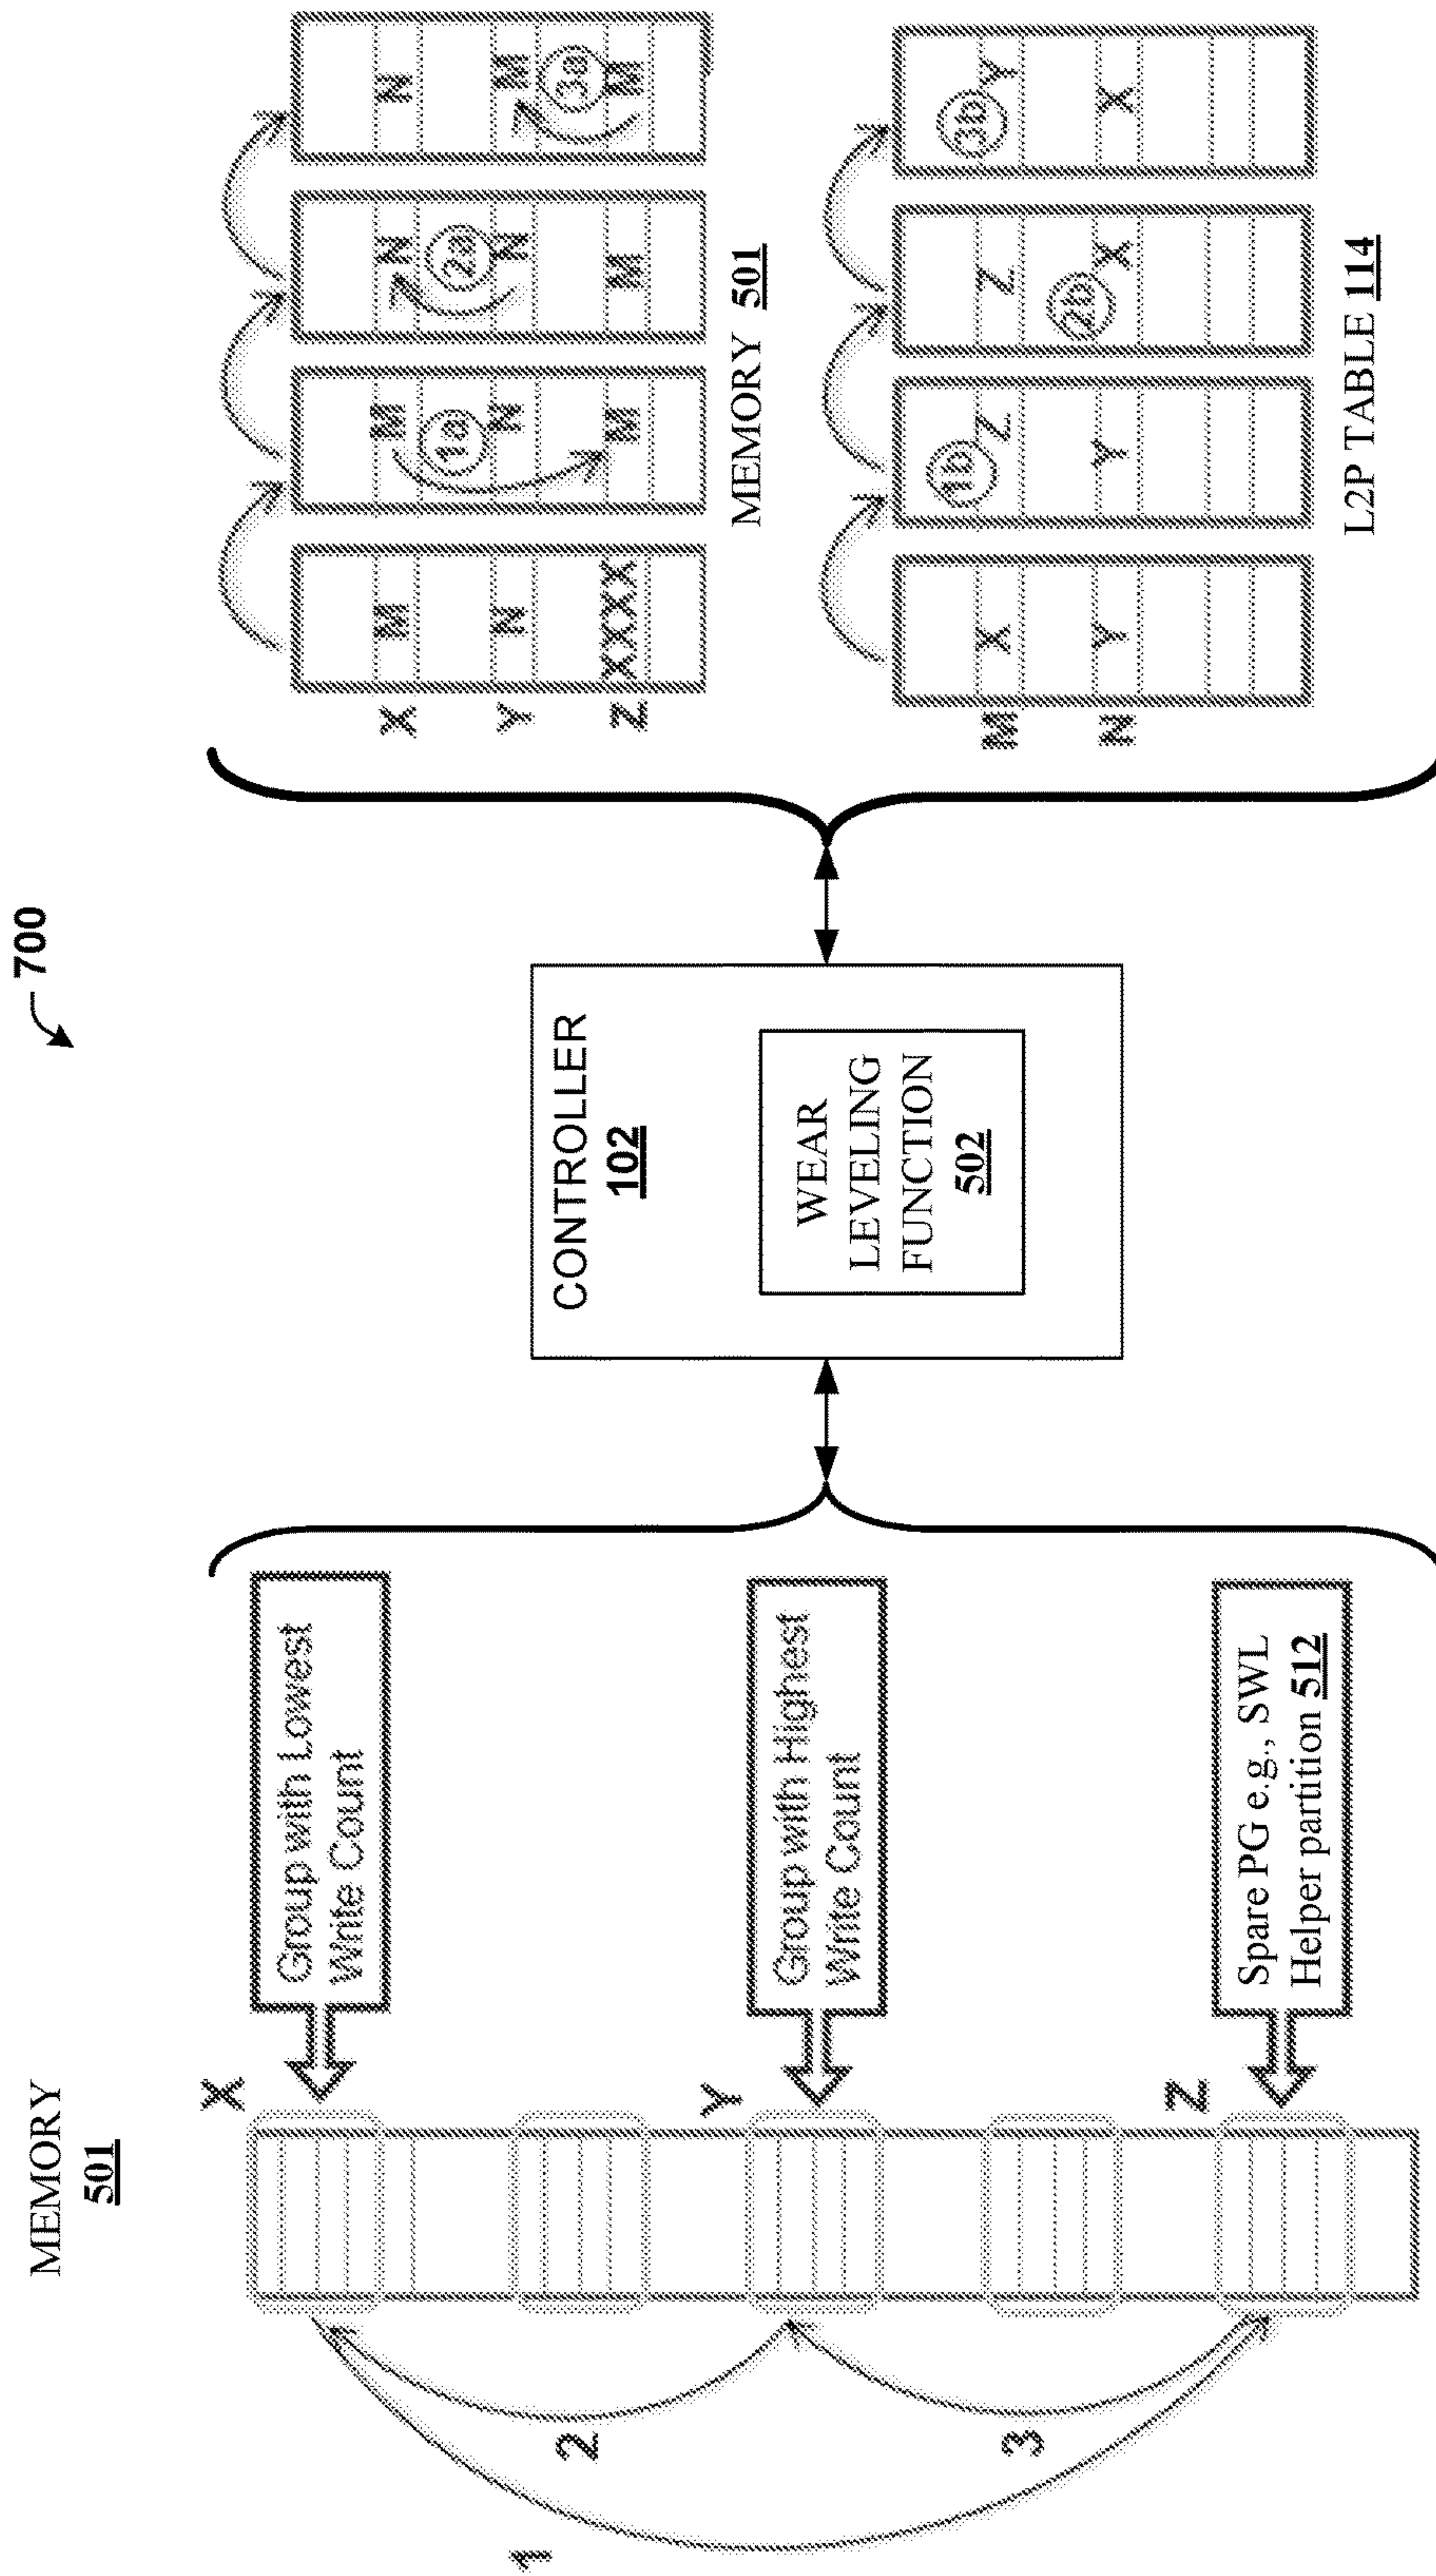 700
MEMORY
501
X
Group with Lowest
Write Count
Y
Group with Highest
Write Count
Z
Spare PG e.g., SWL
Helper partition 512
1
2
3
CONTROLLER
102
WEAR
LEVELING
FUNCTION
502
X M M N N
1a 2a
Y N N N M
3a
Z XXXX M M M
MEMORY 501
1b 3b
M X Z Z Y
2b
N Y Y X X
L2P TABLE 114